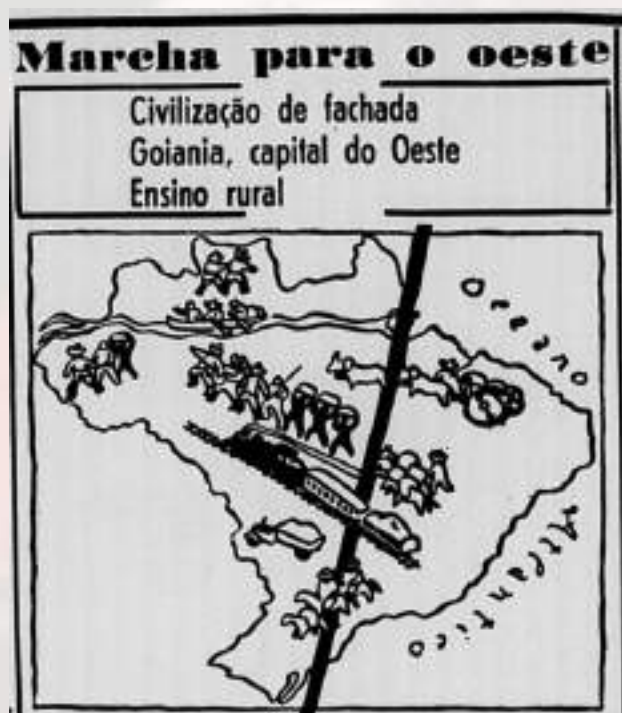 Marcha para o oeste
Civilização de fachada
Goiania, capital do Oeste
Ensino rural
Oceano
Atlantico